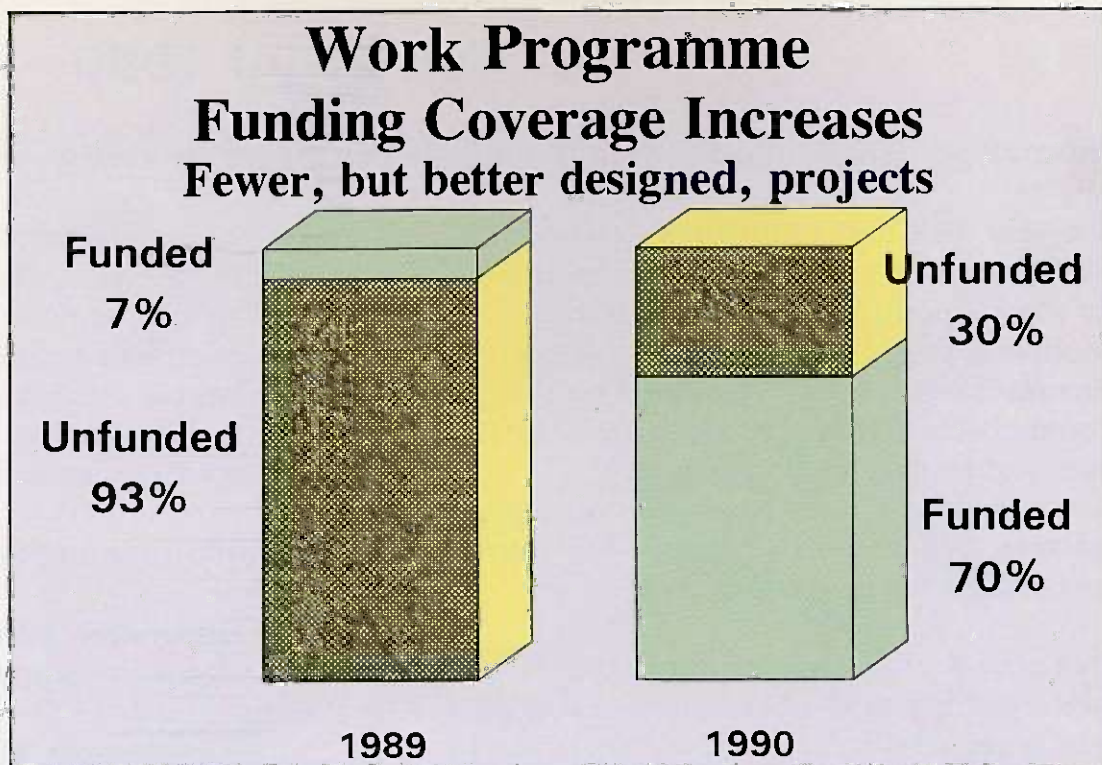 Work Programme
Funding Coverage Increases
Fewer, but better designed, projects
Funded
7%
Unfunded
93%
Unfunded
30%
Funded
70%
1989
1990